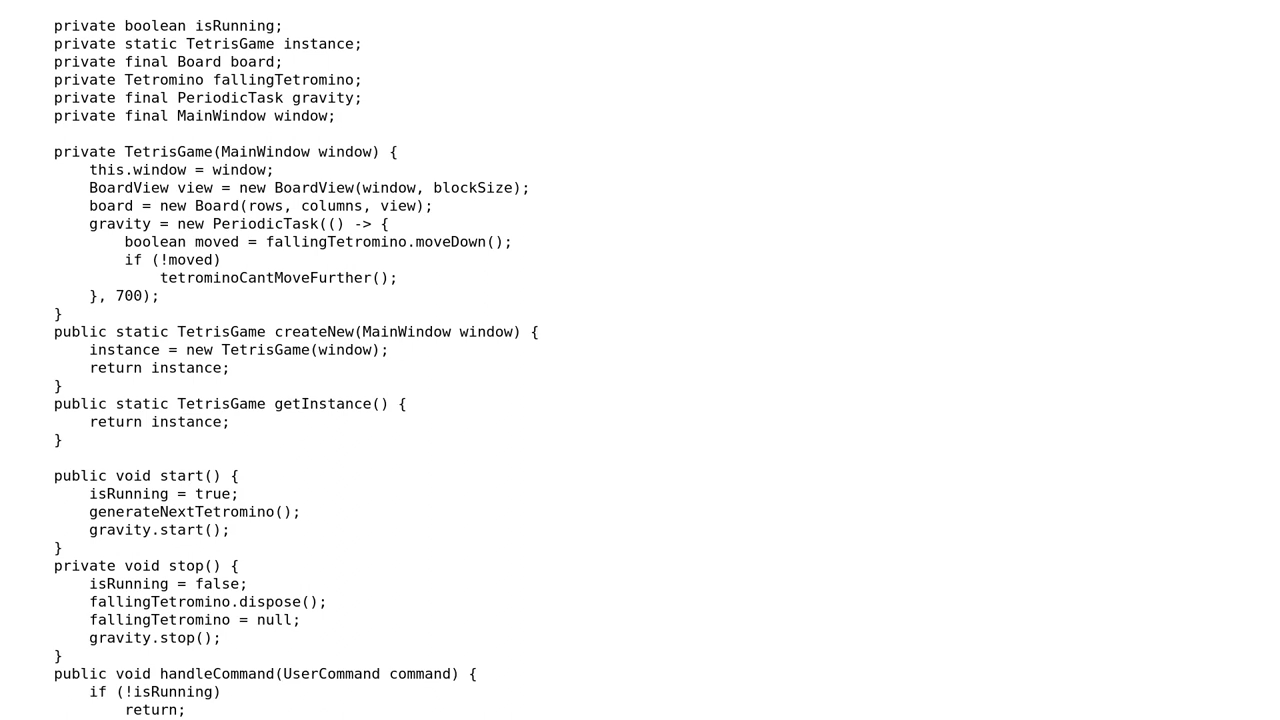 private boolean isRunning;
private static TetrisGame instance;
private final Board board;
private Tetromino fallingTetromino;
private final PeriodicTask gravity;
private final MainWindow window;

private TetrisGame(MainWindow window) {
    this.window = window;
    BoardView view = new BoardView(window, blockSize);
    board = new Board(rows, columns, view);
    gravity = new PeriodicTask(() -> {
        boolean moved = fallingTetromino.moveDown();
        if (!moved)
            tetrominoCantMoveFurther();
    }, 700);
}
public static TetrisGame createNew(MainWindow window) {
    instance = new TetrisGame(window);
    return instance;
}
public static TetrisGame getInstance() {
    return instance;
}

public void start() {
    isRunning = true;
    generateNextTetromino();
    gravity.start();
}
private void stop() {
    isRunning = false;
    fallingTetromino.dispose();
    fallingTetromino = null;
    gravity.stop();
}
public void handleCommand(UserCommand command) {
    if (!isRunning)
        return;